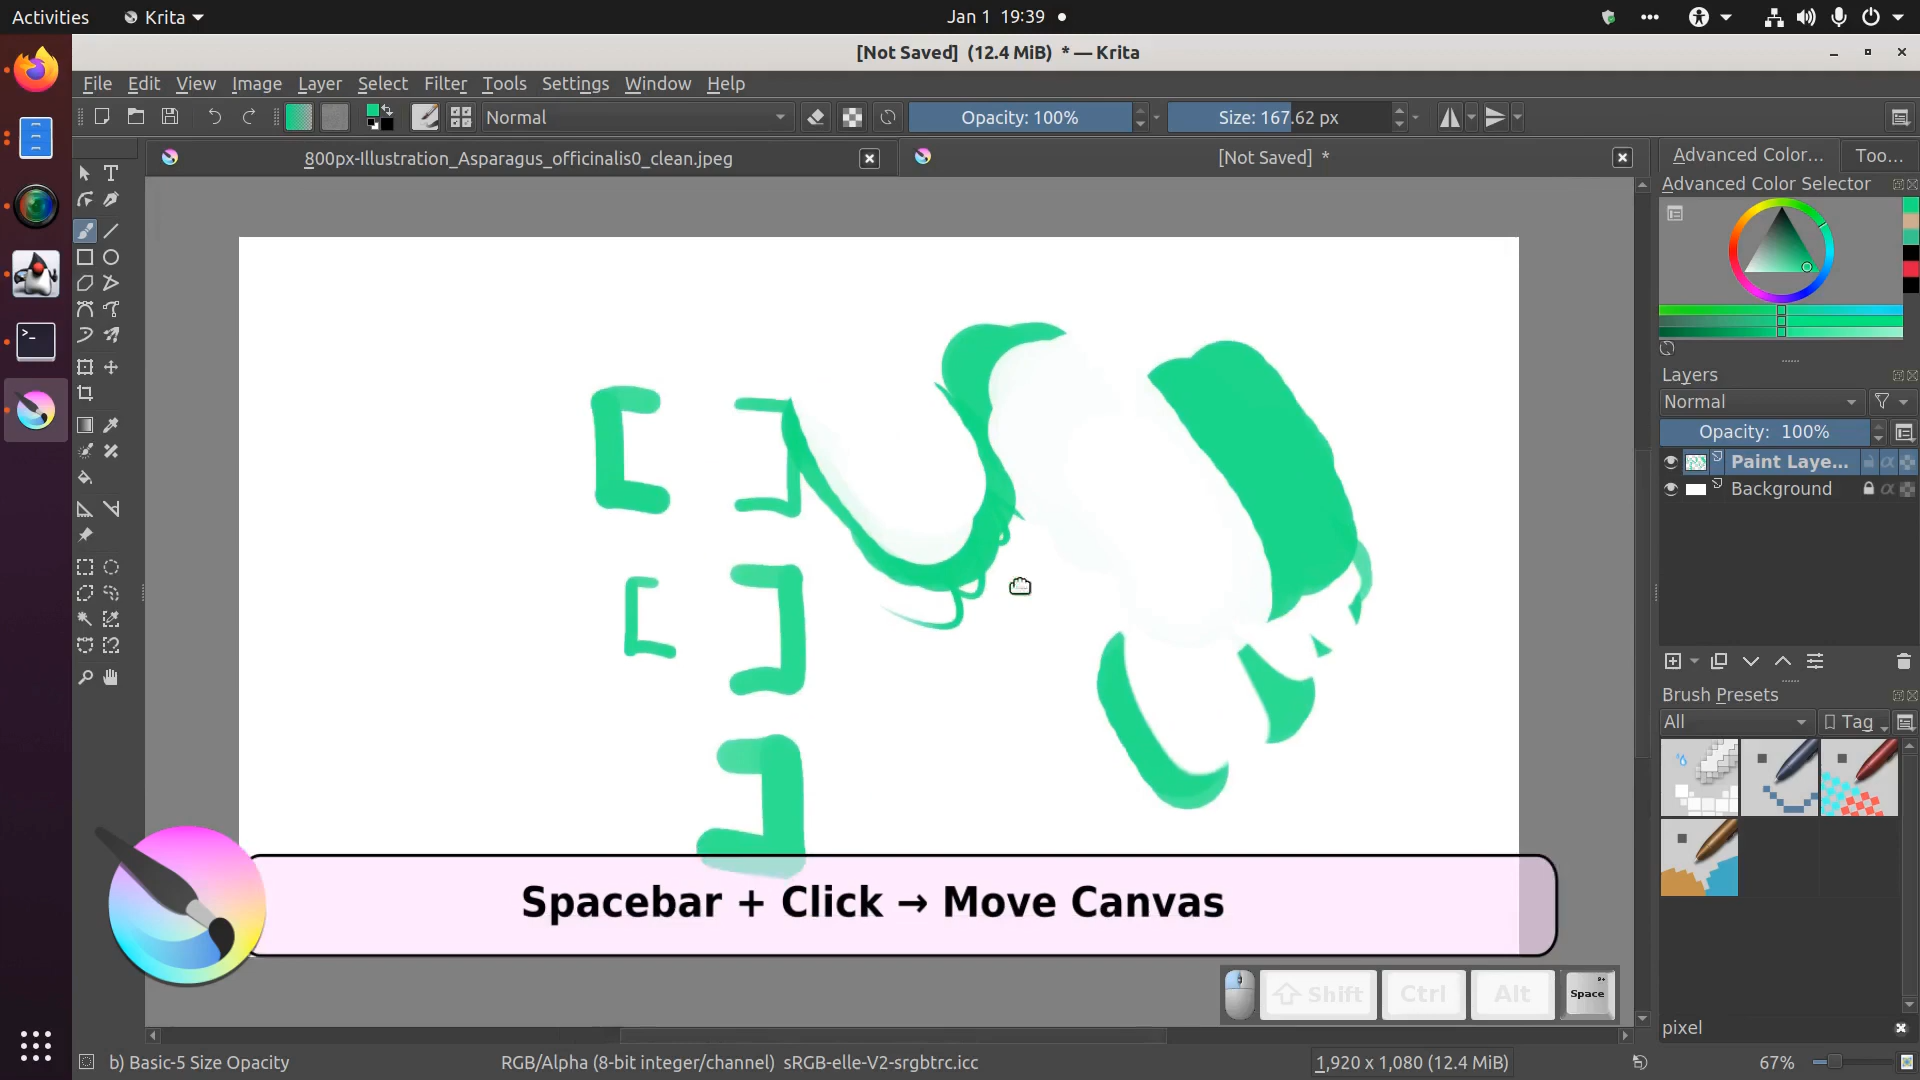 Activities Krita Jan 1 19:39
[Not Saved] (12.4 MiB) * — Krita
File Edit View Image Layer Select Filter Tools Settings Window Help
Normal Opacity: 100% Size: 167.62 px
800px-Illustration_Asparagus_officinalis0_clean.jpeg [Not Saved] * Advanced Color... Too...
Advanced Color Selector
Layers
Normal
Opacity: 100%
Paint Laye...
Background
Brush Presets
All Tag
Spacebar + Click → Move Canvas
Shift Ctrl Alt Space
pixel
b) Basic-5 Size Opacity RGB/Alpha (8-bit integer/channel) sRGB-elle-V2-srgbtrc.icc 1,920 x 1,080 (12.4 MiB) 67%